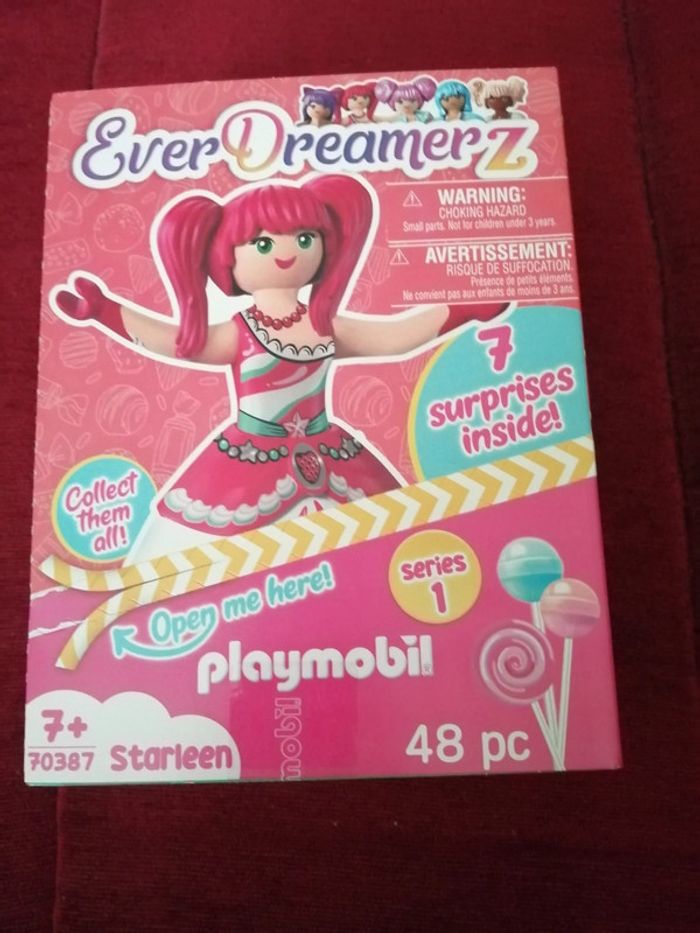 EverDreamerz
WARNING:
CHOKING HAZARD
Small parts. Not for children under 3 years.
AVERTISSEMENT:
RISQUE DE SUFFOCATION.
Présence de petits éléments.
Ne convient pas aux enfants de moins de 3 ans.
7
surprises
inside!
Collect
them
all!
Open me here!
series
1
playmobil
7+
70387
Starleen
mobil
48 pc